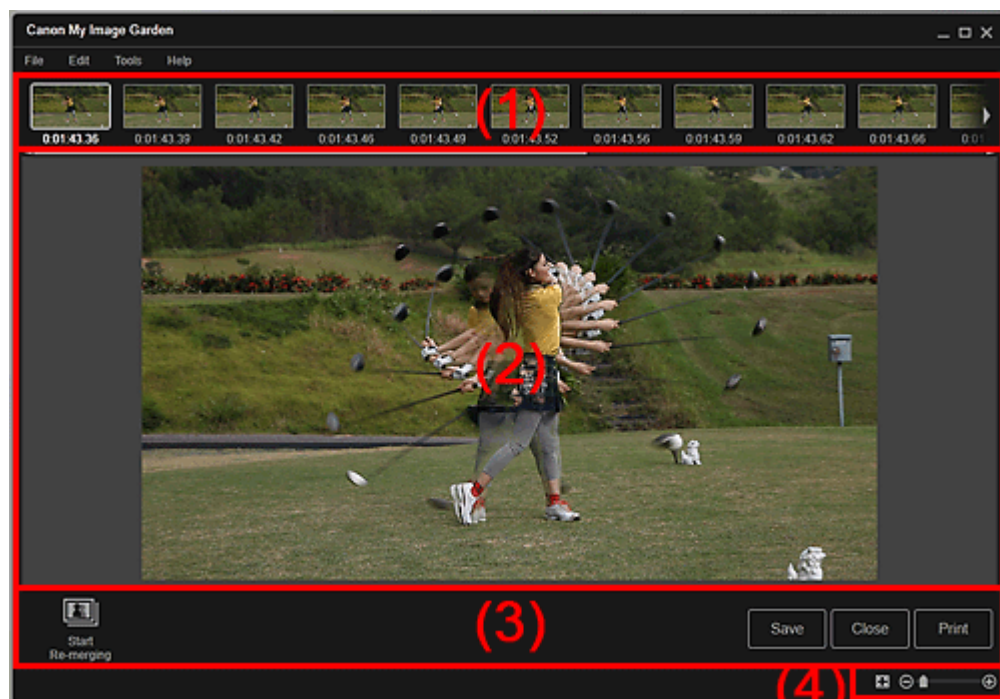 Canon My Image Garden
File Edit Tools Help
0:01:43.36 0:01:43.39 0:01:43.42 0:01:43.46 0:01:43.49 0:01:43.52 0:01:43.56 0:01:43.59 0:01:43.62 0:01:43.66
(1)
(2)
(3)
Start
Re-merging
Save Close Print
(4)